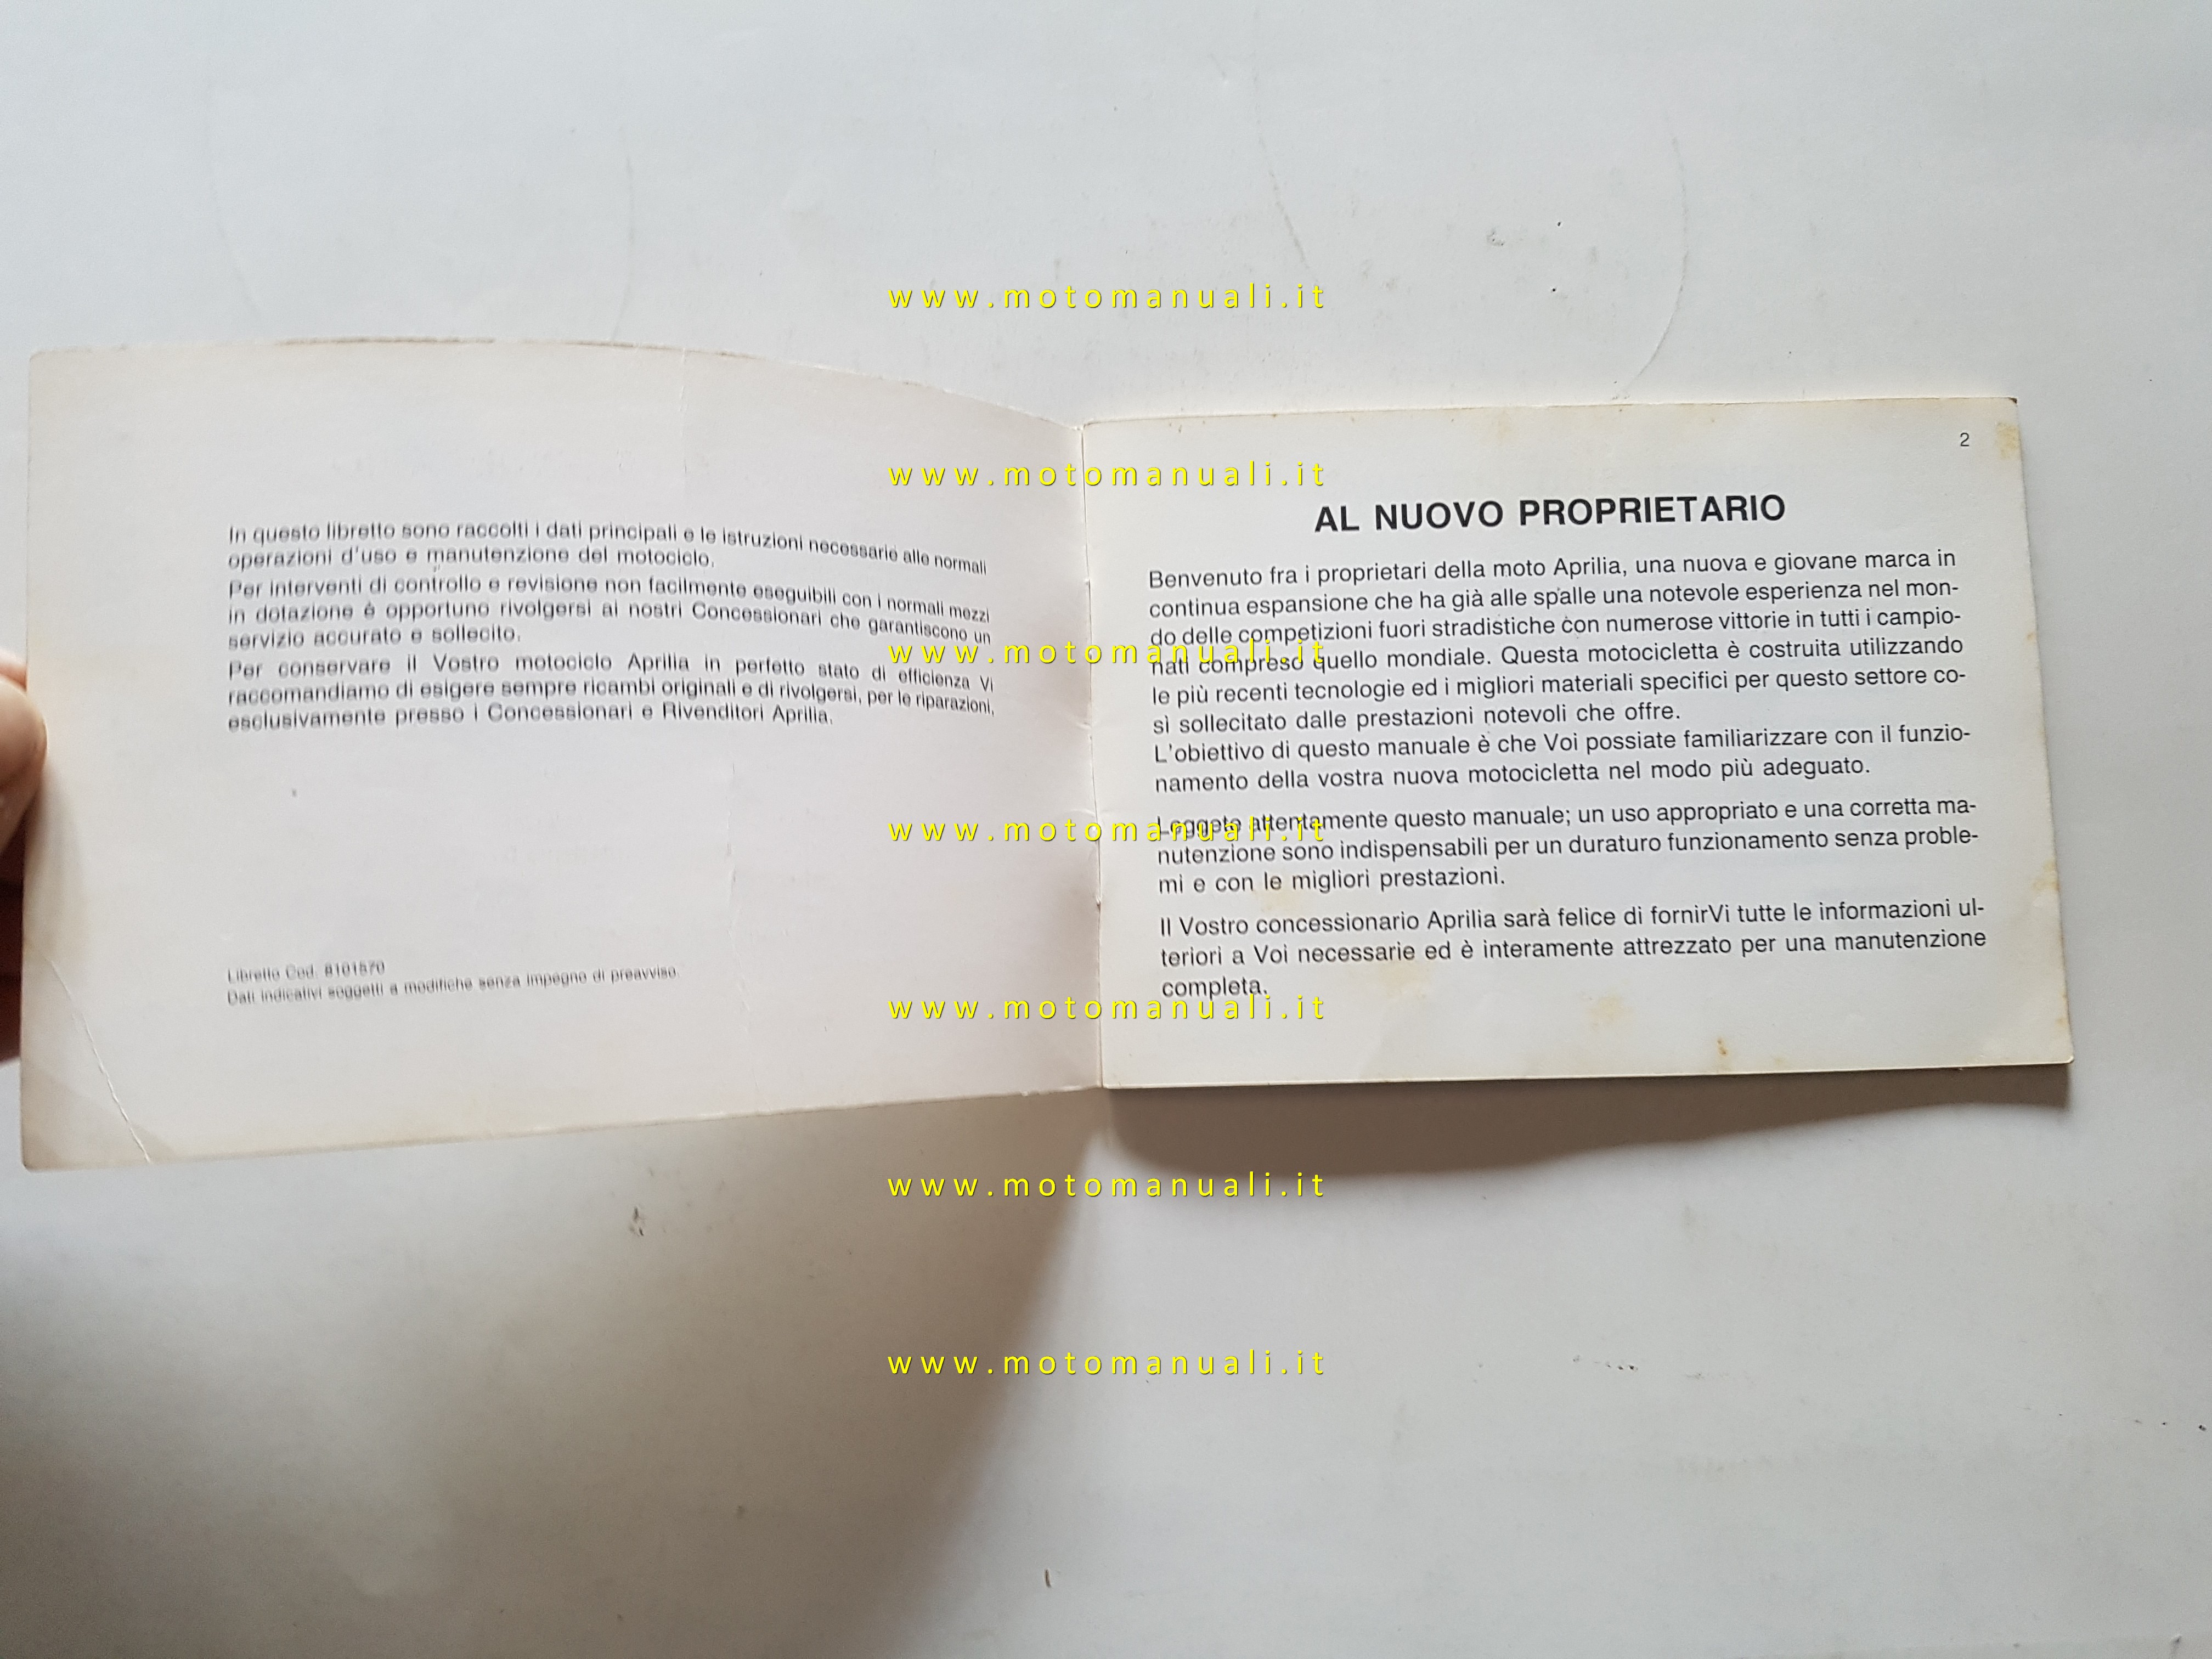 www.motomanuali.it
www.motomanuali.it
In questo libretto sono raccolti i dati principali e le istruzioni necessarie alle normali
operazioni d'uso e manutenzione del motociclo.
Per interventi di controllo e revisione non facilmente eseguibili con i normali mezzi
in dotazione è opportuno rivolgersi ai nostri Concessionari che garantiscono un
servizio accurato e sollecito.
Per conservare il Vostro motociclo Aprilia in perfetto stato di efficienza Vi
raccomandiamo di esigere sempre ricambi originali e di rivolgersi, per le riparazioni,
esclusivamente presso i Concessionari e Rivenditori Aprilia.
Libretto Cod. 8101570
Dati indicativi soggetti a modifiche senza impegno di preavviso.
2
AL NUOVO PROPRIETARIO
Benvenuto fra i proprietari della moto Aprilia, una nuova e giovane marca in
continua espansione che ha già alle spalle una notevole esperienza nel mon-
do delle competizioni fuori stradistiche con numerose vittorie in tutti i campio-
nati compreso quello mondiale. Questa motocicletta è costruita utilizzando
le più recenti tecnologie ed i migliori materiali specifici per questo settore co-
sì sollecitato dalle prestazioni notevoli che offre.
L'obiettivo di questo manuale è che Voi possiate familiarizzare con il funzio-
namento della vostra nuova motocicletta nel modo più adeguato.
Leggete attentamente questo manuale; un uso appropriato e una corretta ma-
nutenzione sono indispensabili per un duraturo funzionamento senza proble-
mi e con le migliori prestazioni.
Il Vostro concessionario Aprilia sarà felice di fornirVi tutte le informazioni ul-
teriori a Voi necessarie ed è interamente attrezzato per una manutenzione
completa.
www.motomanuali.it
www.motomanuali.it
www.motomanuali.it
www.motomanuali.it
www.motomanuali.it